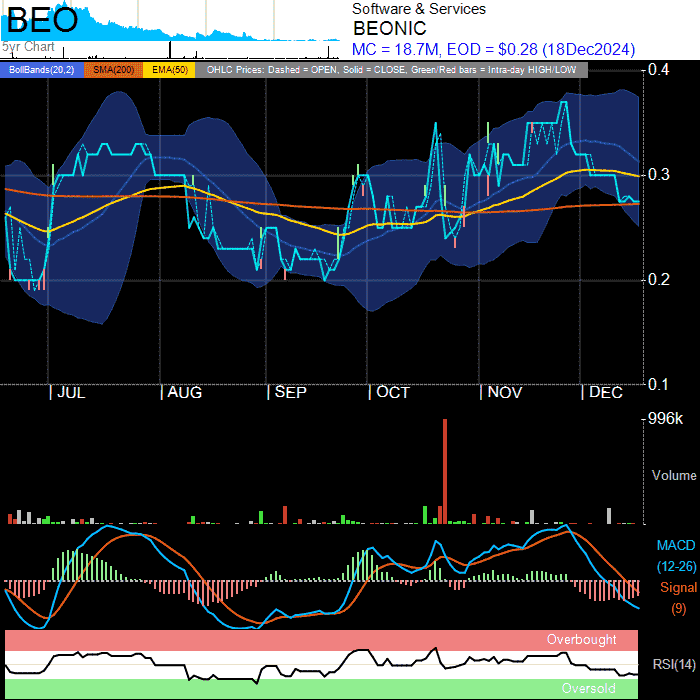 BEO
5yr Chart
Software & Services
BEONIC
MC = 18.7M, EOD = $0.28 (18Dec2024)
BollBands(20,2) SMA(200) EMA(50) OHLC Prices: Dashed = OPEN, Solid = CLOSE, Green/Red bars = Intra-day HIGH/LOW
0.4
0.3
0.2
0.1
JUL AUG SEP OCT NOV DEC
996k
Volume
MACD
(12-26)
Signal
(9)
Overbought
RSI(14)
Oversold